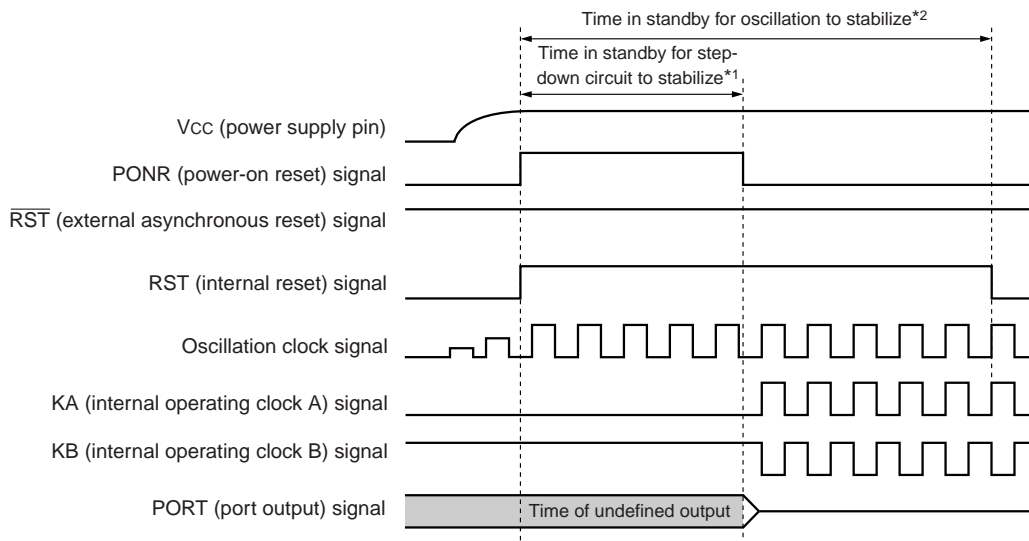 Time in standby for oscillation to stabilize*2
Time in standby for step-
down circuit to stabilize*1
VCC (power supply pin)
PONR (power-on reset) signal
R̅S̅T̅ (external asynchronous reset) signal
RST (internal reset) signal
Oscillation clock signal
KA (internal operating clock A) signal
KB (internal operating clock B) signal
PORT (port output) signal
Time of undefined output